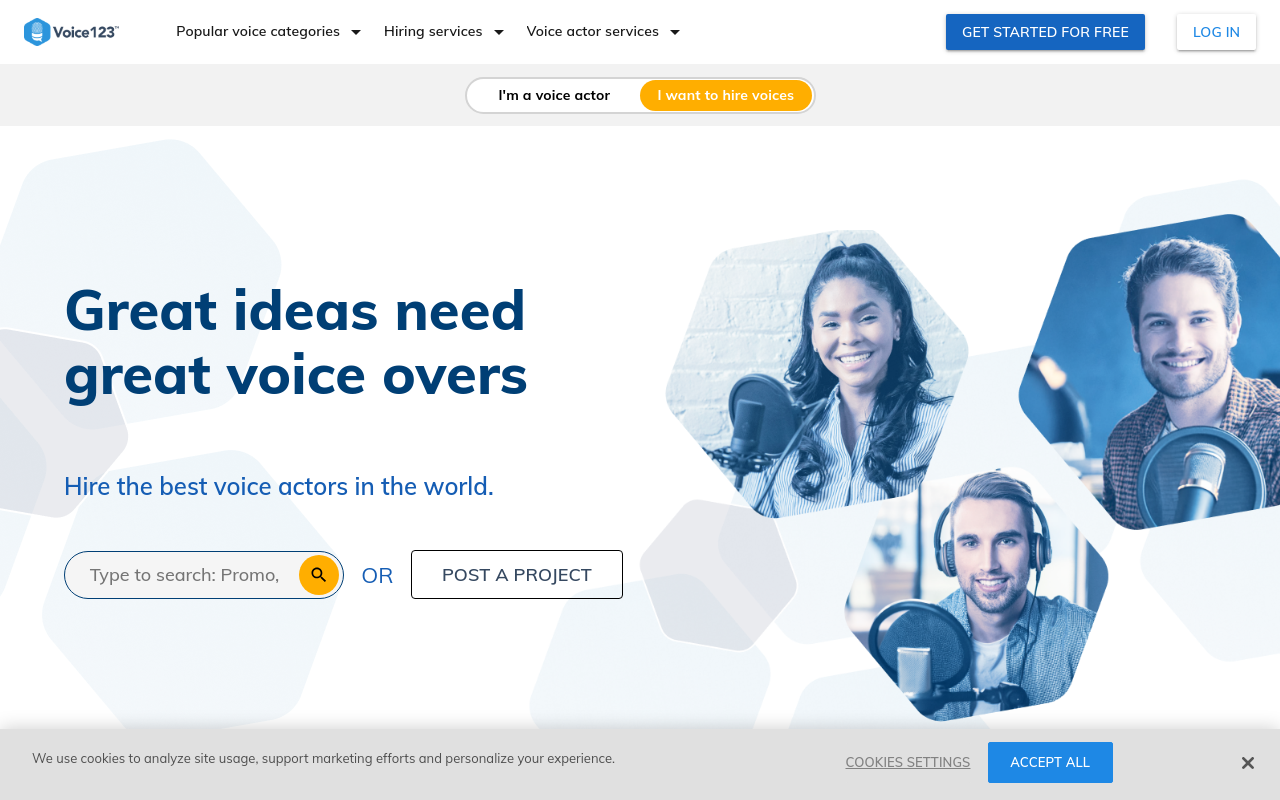 Voice123™
Popular voice categories
Hiring services
Voice actor services
GET STARTED FOR FREE
LOG IN
I'm a voice actor
I want to hire voices
Great ideas need
great voice overs
Hire the best voice actors in the world.
Type to search: Promo,
OR
POST A PROJECT
We use cookies to analyze site usage, support marketing efforts and personalize your experience.
COOKIES SETTINGS
ACCEPT ALL